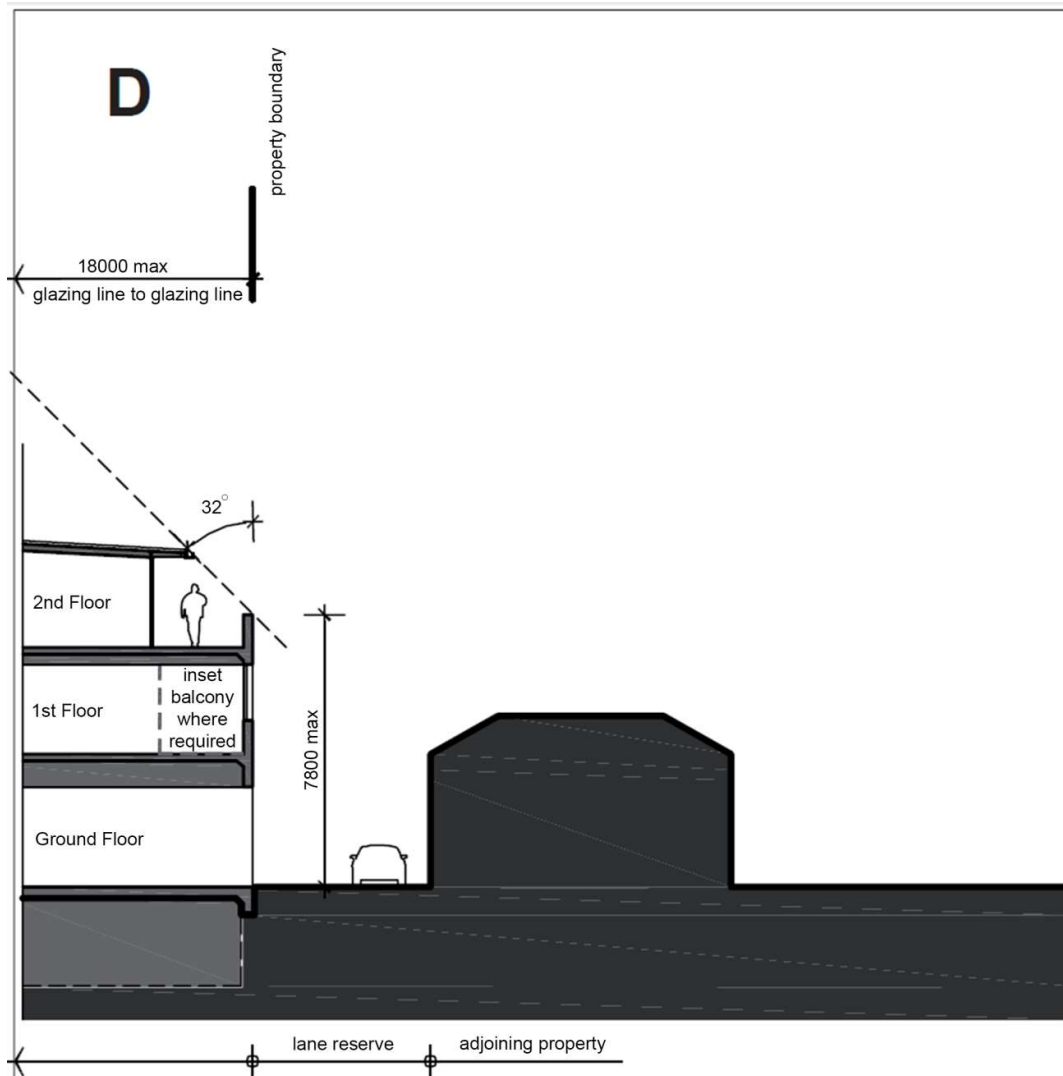 D
property boundary
18000 max
glazing line to glazing line
32°
2nd Floor
inset
balcony
where
required
1st Floor
7800 max
Ground Floor
lane reserve
adjoining property